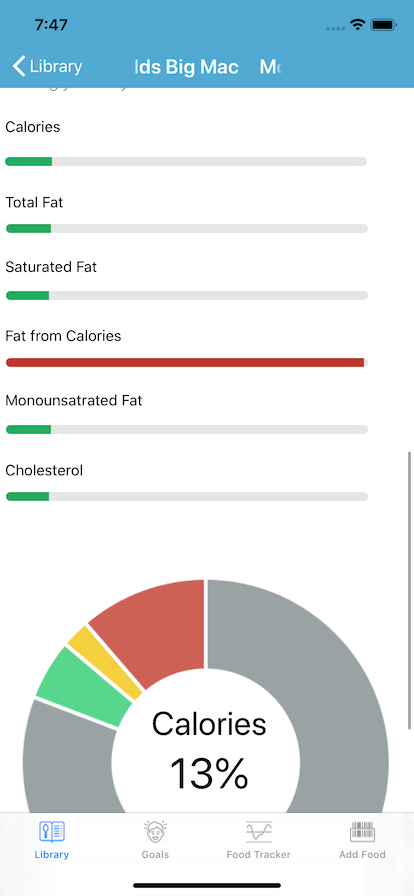 7:47
Library
lds Big Mac
Calories
Total Fat
Saturated Fat
Fat from Calories
Monounsatrated Fat
Cholesterol
Calories
13%
Library
Goals
Food Tracker
Add Food